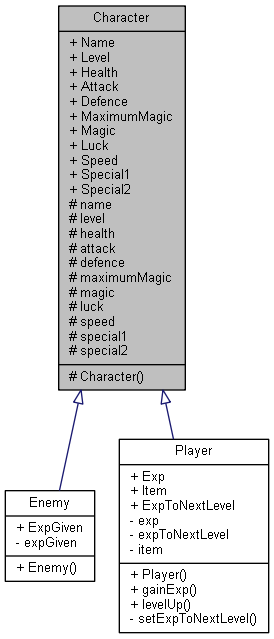 Character
+ Name
+ Level
+ Health
+ Attack
+ Defence
+ MaximumMagic
+ Magic
+ Luck
+ Speed
+ Special1
+ Special2
# name
# level
# health
# attack
# defence
# maximumMagic
# magic
# luck
# speed
# special1
# special2
# Character()
Enemy
+ ExpGiven
- expGiven
+ Enemy()
Player
+ Exp
+ Item
+ ExpToNextLevel
- exp
- expToNextLevel
- item
+ Player()
+ gainExp()
+ levelUp()
- setExpToNextLevel()